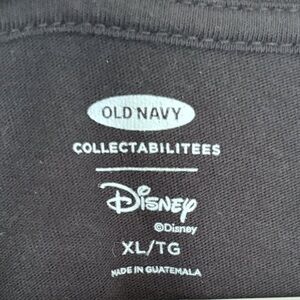 OLD NAVY
COLLECTABILITEES
Disney
©Disney
XL/TG
MADE IN GUATEMALA